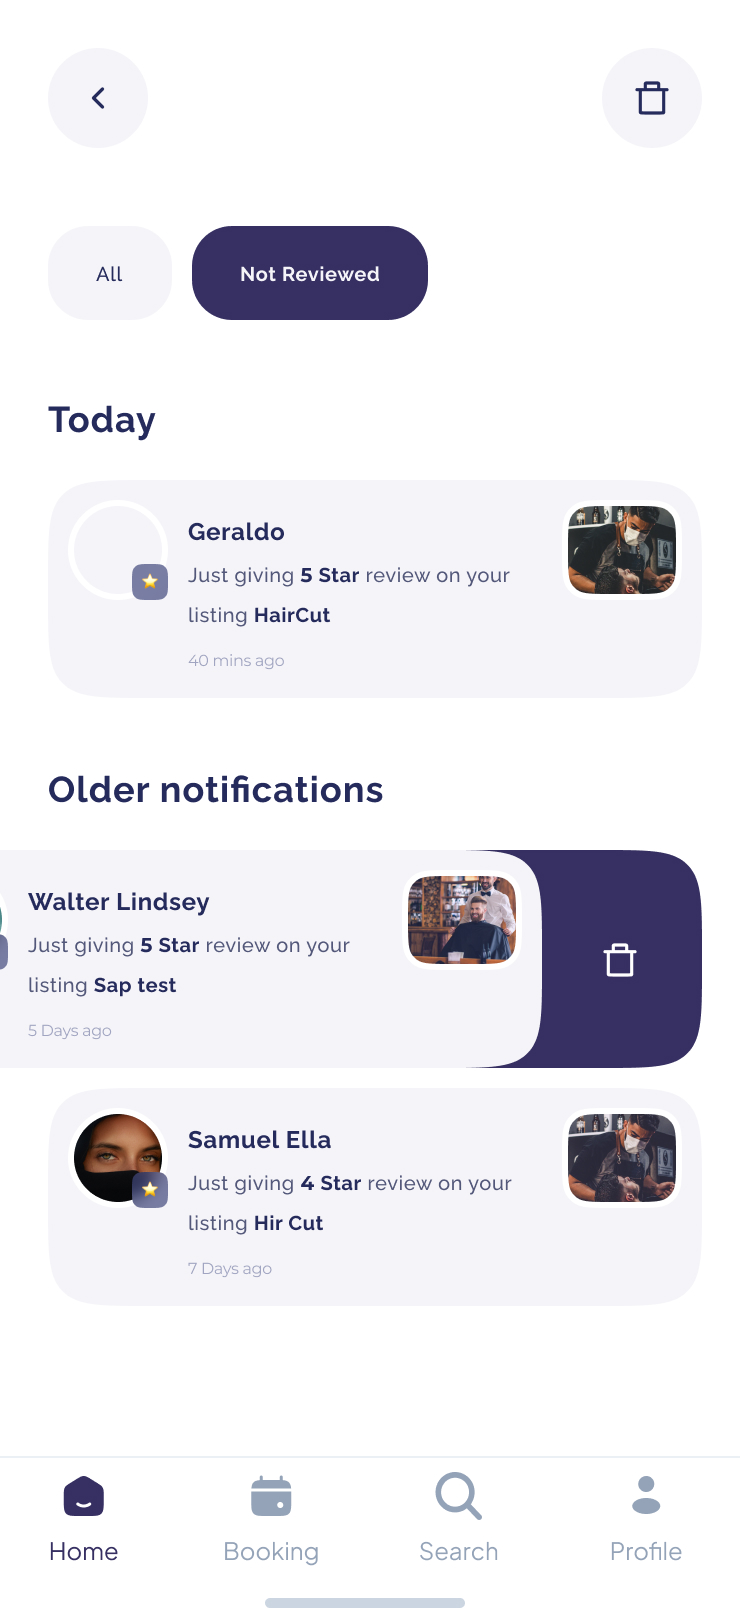 All
Not Reviewed
Today
Geraldo
Just giving 5 Star review on your
listing HairCut
40 mins ago
Older notifications
Walter Lindsey
Just giving 5 Star review on your
listing Sap test
5 Days ago
Samuel Ella
Just giving 4 Star review on your
listing Hir Cut
7 Days ago
Home
Booking
Search
Profile